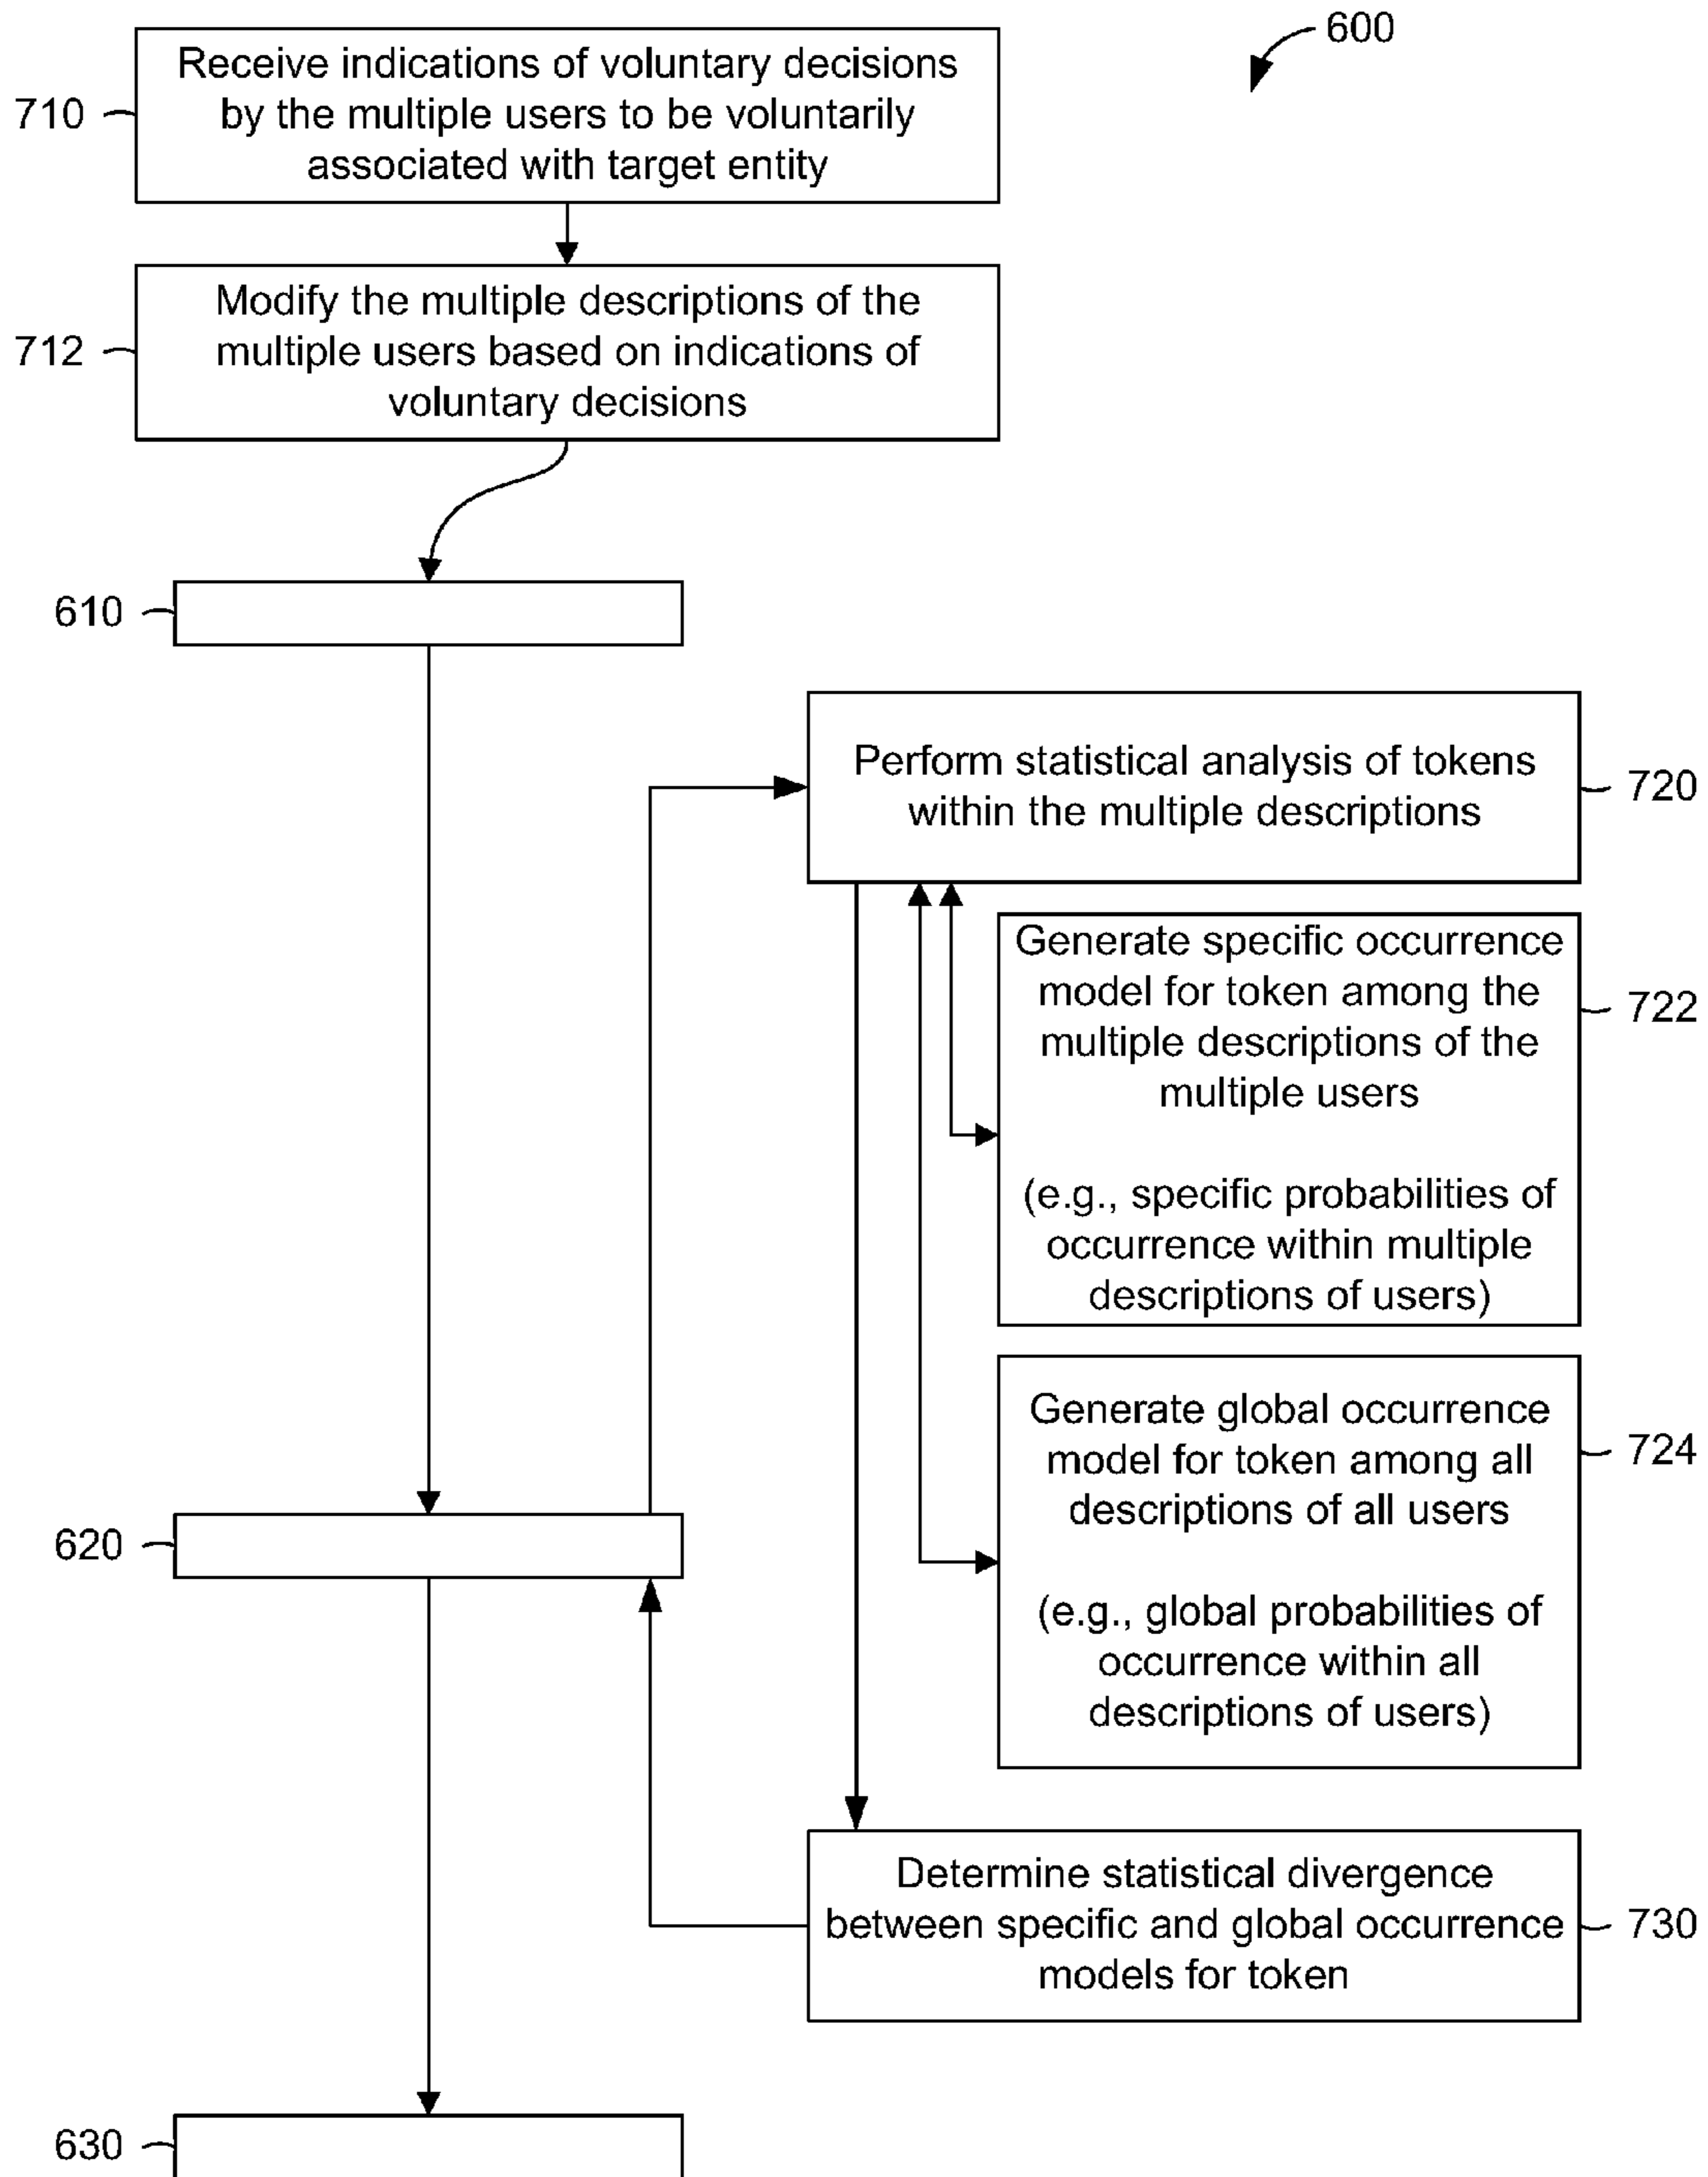 600
710
Receive indications of voluntary decisions
by the multiple users to be voluntarily
associated with target entity
712
Modify the multiple descriptions of the
multiple users based on indications of
voluntary decisions
610
Perform statistical analysis of tokens
within the multiple descriptions
720
Generate specific occurrence
model for token among the
multiple descriptions of the
multiple users
(e.g., specific probabilities of
occurrence within multiple
descriptions of users)
722
Generate global occurrence
model for token among all
descriptions of all users
(e.g., global probabilities of
occurrence within all
descriptions of users)
724
620
Determine statistical divergence
between specific and global occurrence
models for token
730
630